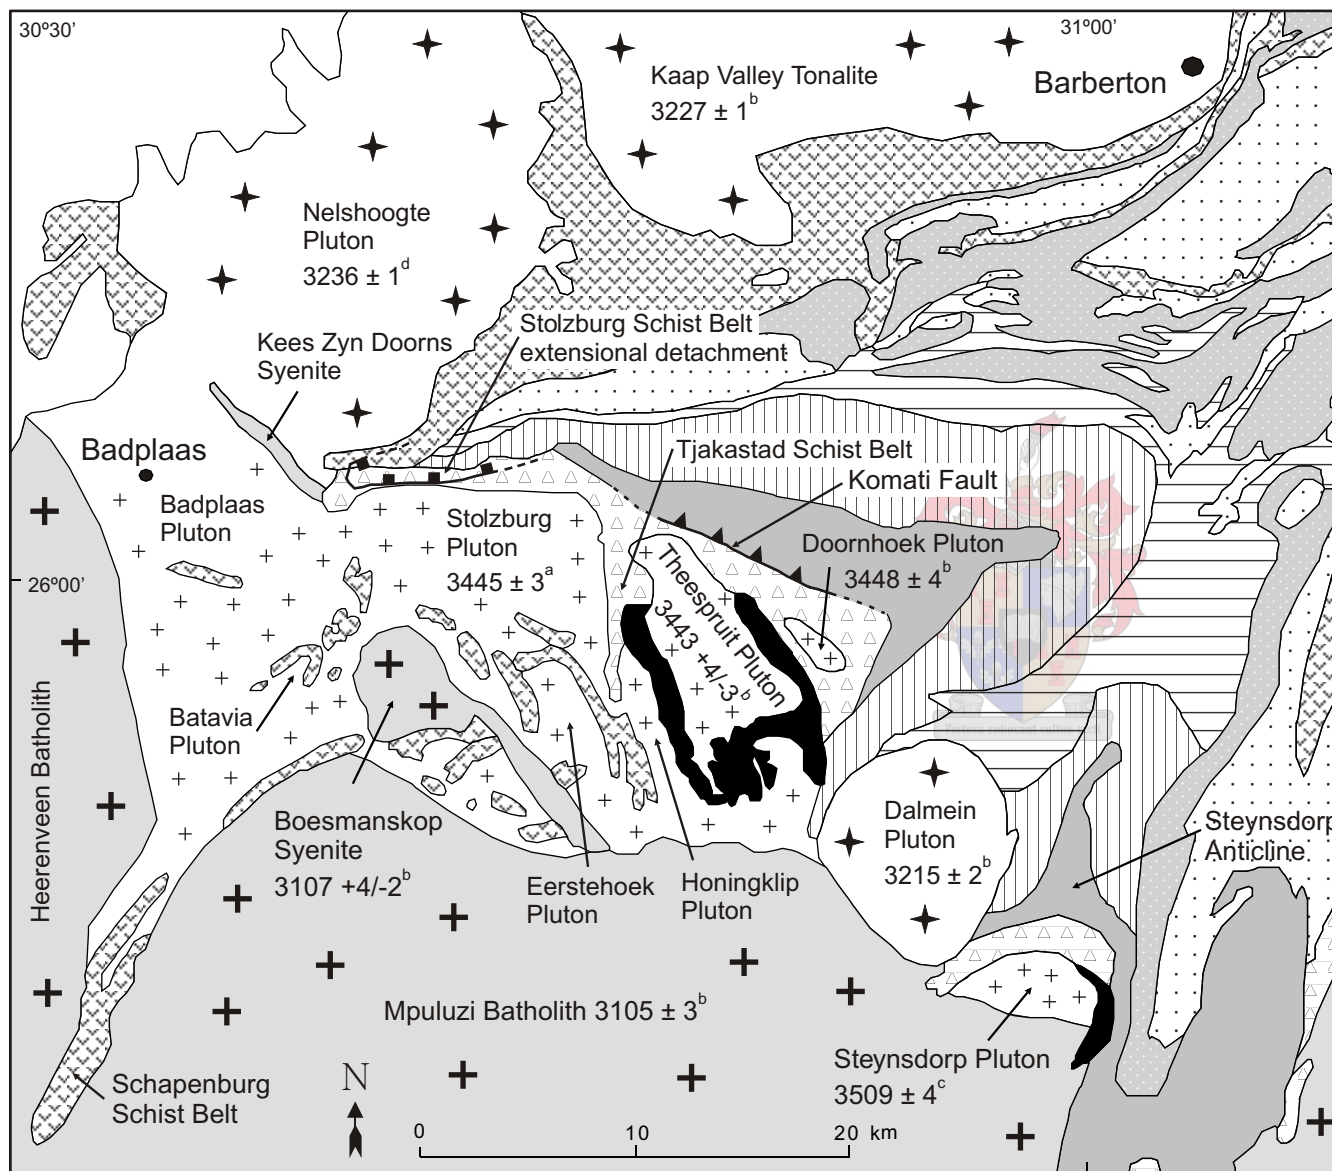 30º30’
31º00’
Kaap Valley Tonalite
3227 ± 1b
Barberton
Nelshoogte
Pluton
3236 ± 1d
Stolzburg Schist Belt
extensional detachment
Kees Zyn Doorns
Syenite
Badplaas
Tjakastad Schist Belt
Komati Fault
Badplaas
Pluton
Stolzburg
Pluton
3445 ± 3a
Doornhoek Pluton
3448 ± 4b
Theespruit Pluton
3443 +4/-3b
26º00’
Heerenveen Batholith
Batavia
Pluton
Boesmanskop
Syenite
3107 +4/-2b
Eerstehoek
Pluton
Honingklip
Pluton
Dalmein
Pluton
3215 ± 2b
Steynsdorp
Anticline
Mpuluzi Batholith 3105 ± 3b
Steynsdorp Pluton
3509 ± 4c
Schapenburg
Schist Belt
N
0 10 20 km